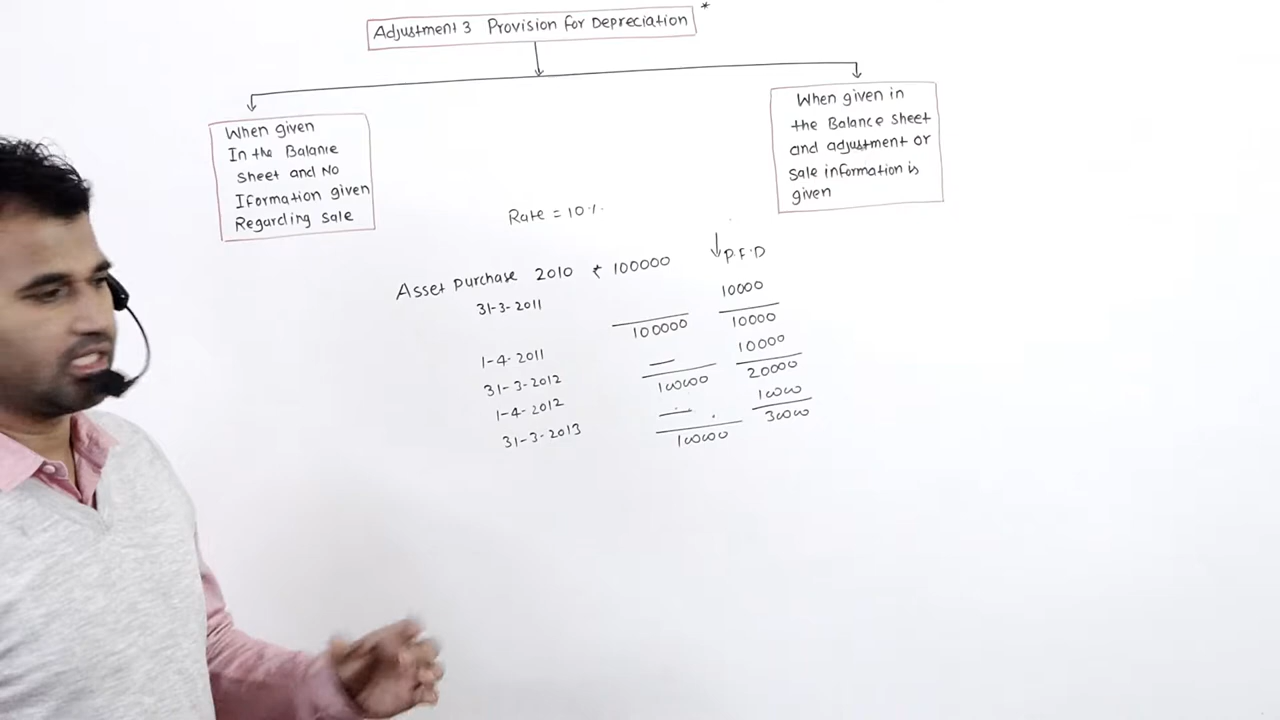 Adjustment 3 Provision for Depreciation *
When given
In the Balance
sheet and No
Iformation given
Regarding sale
When given in
the Balance sheet
and adjustment or
sale information is
given
Rate = 10%
P.F.D
Asset purchase 2010 ₹ 100000
10000
31-3-2011
100000 10000
1-4-2011 — 10000
31-3-2012 100000 20000
1-4-2012 — 10000
31-3-2013 100000 30000